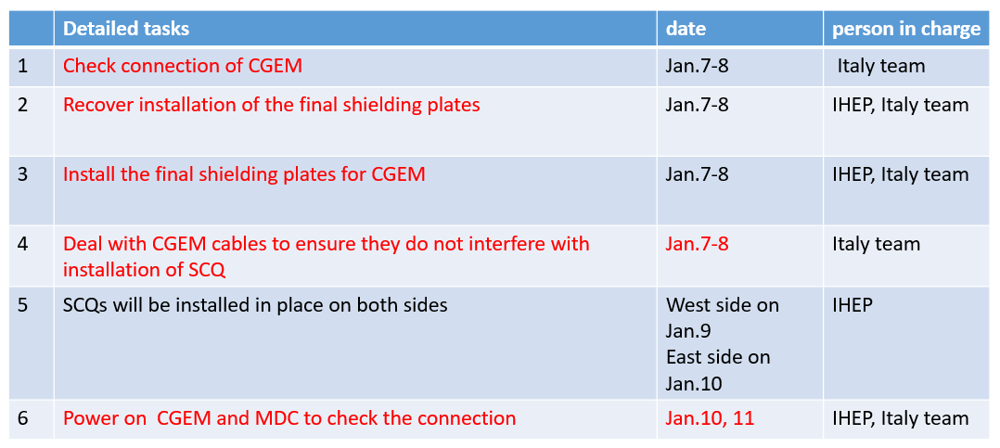 Detailed tasks date person in charge
1 Check connection of CGEM Jan.7-8 Italy team
2 Recover installation of the final shielding plates Jan.7-8 IHEP, Italy team
3 Install the final shielding plates for CGEM Jan.7-8 IHEP, Italy team
4 Deal with CGEM cables to ensure they do not interfere with Jan.7-8 Italy team
installation of SCQ
5 SCQs will be installed in place on both sides West side on IHEP
Jan.9
East side on
Jan.10
6 Power on  CGEM and MDC to check the connection Jan.10, 11 IHEP, Italy team